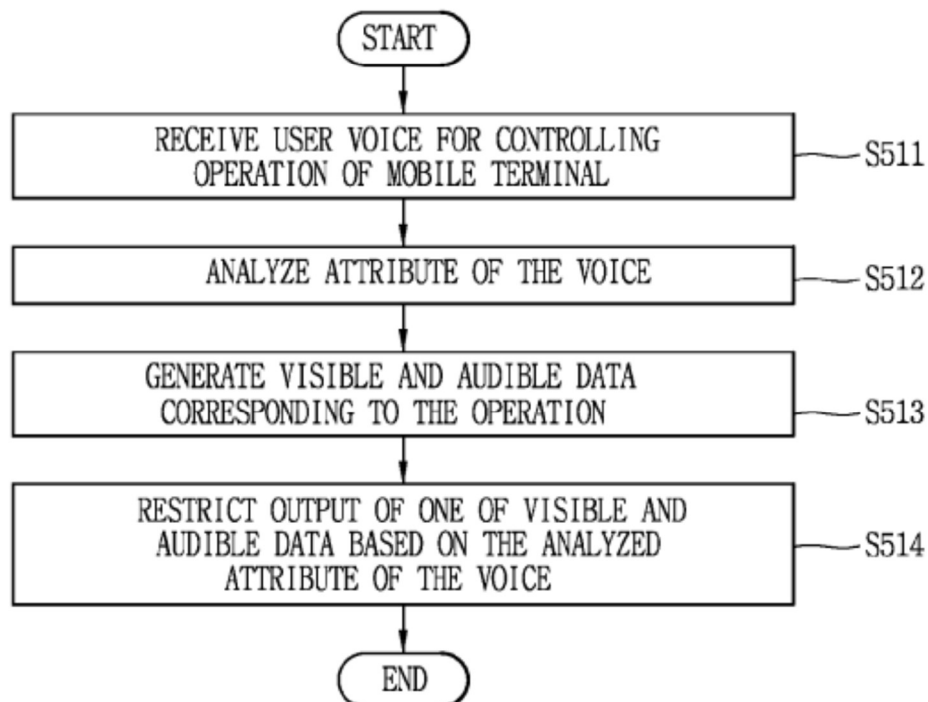 START
RECEIVE USER VOICE FOR CONTROLLING
OPERATION OF MOBILE TERMINAL
S511
ANALYZE ATTRIBUTE OF THE VOICE
S512
GENERATE VISIBLE AND AUDIBLE DATA
CORRESPONDING TO THE OPERATION
S513
RESTRICT OUTPUT OF ONE OF VISIBLE AND
AUDIBLE DATA BASED ON THE ANALYZED
ATTRIBUTE OF THE VOICE
S514
END